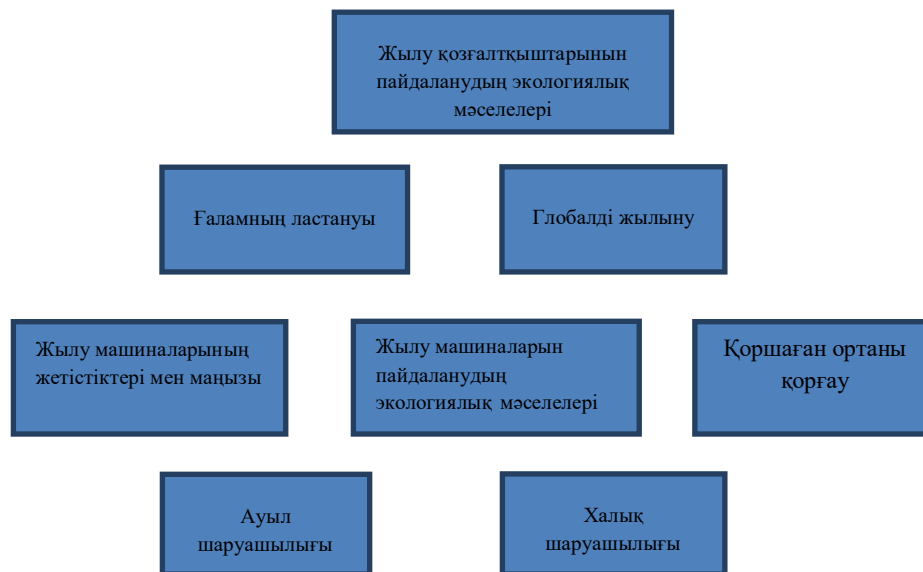 Жылу қозғалтқыштарынын
пайдаланудың экологиялық
мәселелері
Ғаламның ластануы
Глобалді жылыну
Жылу машиналарының
жетістіктері мен маңызы
Жылу машиналарын
пайдаланудың
экологиялық мәселелері
Қоршаған ортаны
қорғау
Ауыл
шаруашылығы
Халық
шаруашылығы